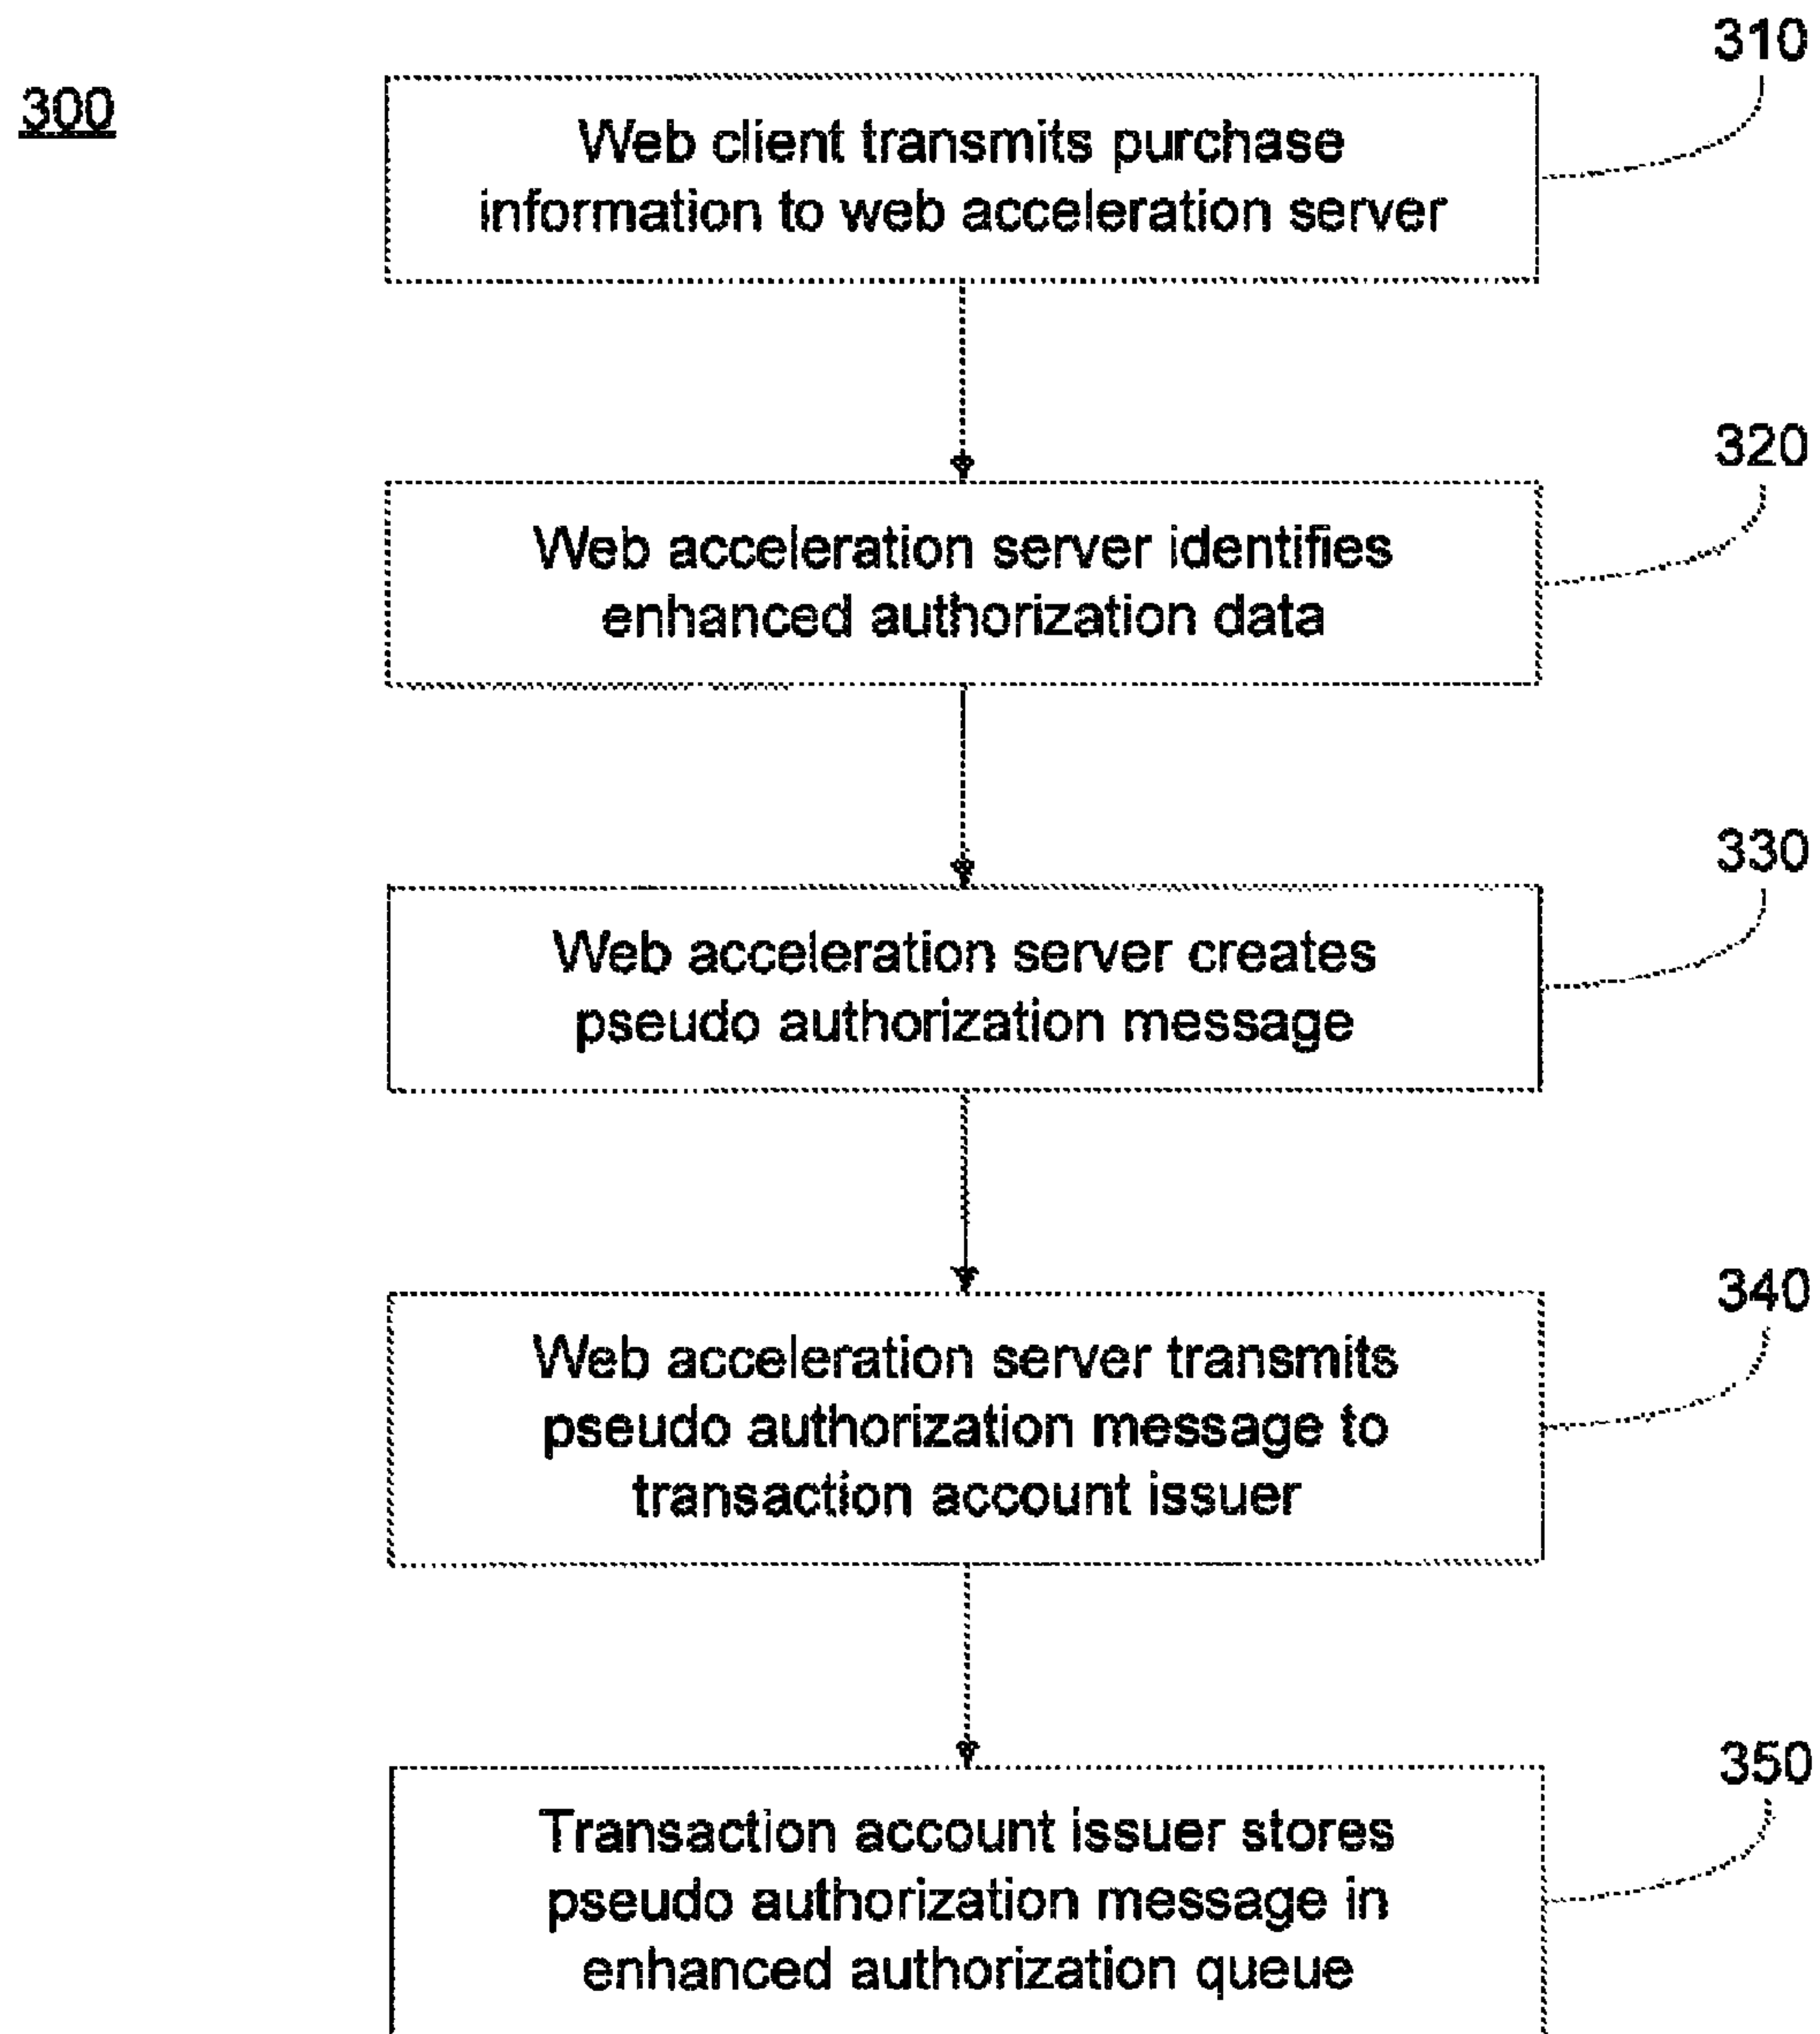 300
310
Web client transmits purchase
information to web acceleration server
320
Web acceleration server identifies
enhanced authorization data
330
Web acceleration server creates
pseudo authorization message
340
Web acceleration server transmits
pseudo authorization message to
transaction account issuer
350
Transaction account issuer stores
pseudo authorization message in
enhanced authorization queue